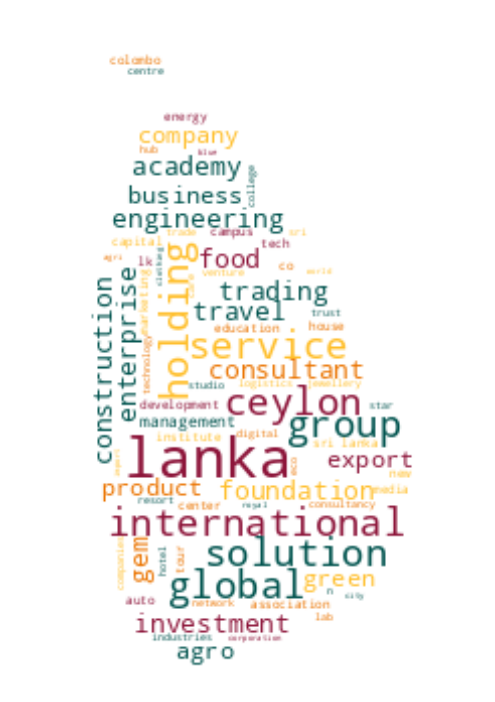 colombo
centre
energy
company
hub
blue
academy
college
business
engineering
trade
campus
sri
capital
tech
agri
lk
clothing
food
co
venture
world
holding
care
trading
construction
enterprise
marketing
technology
travel
trust
education
house
service
consultant
studio
logistics
jewellery
development
ceylon
star
management
group
institute
digital
sri lanka
lanka
eco
export
new
product
foundation
media
resort
center
royal
consultancy
international
companies
gem
hotel
tour
solution
global
green
n
city
auto
network
association
lab
investment
industries
corporation
agro